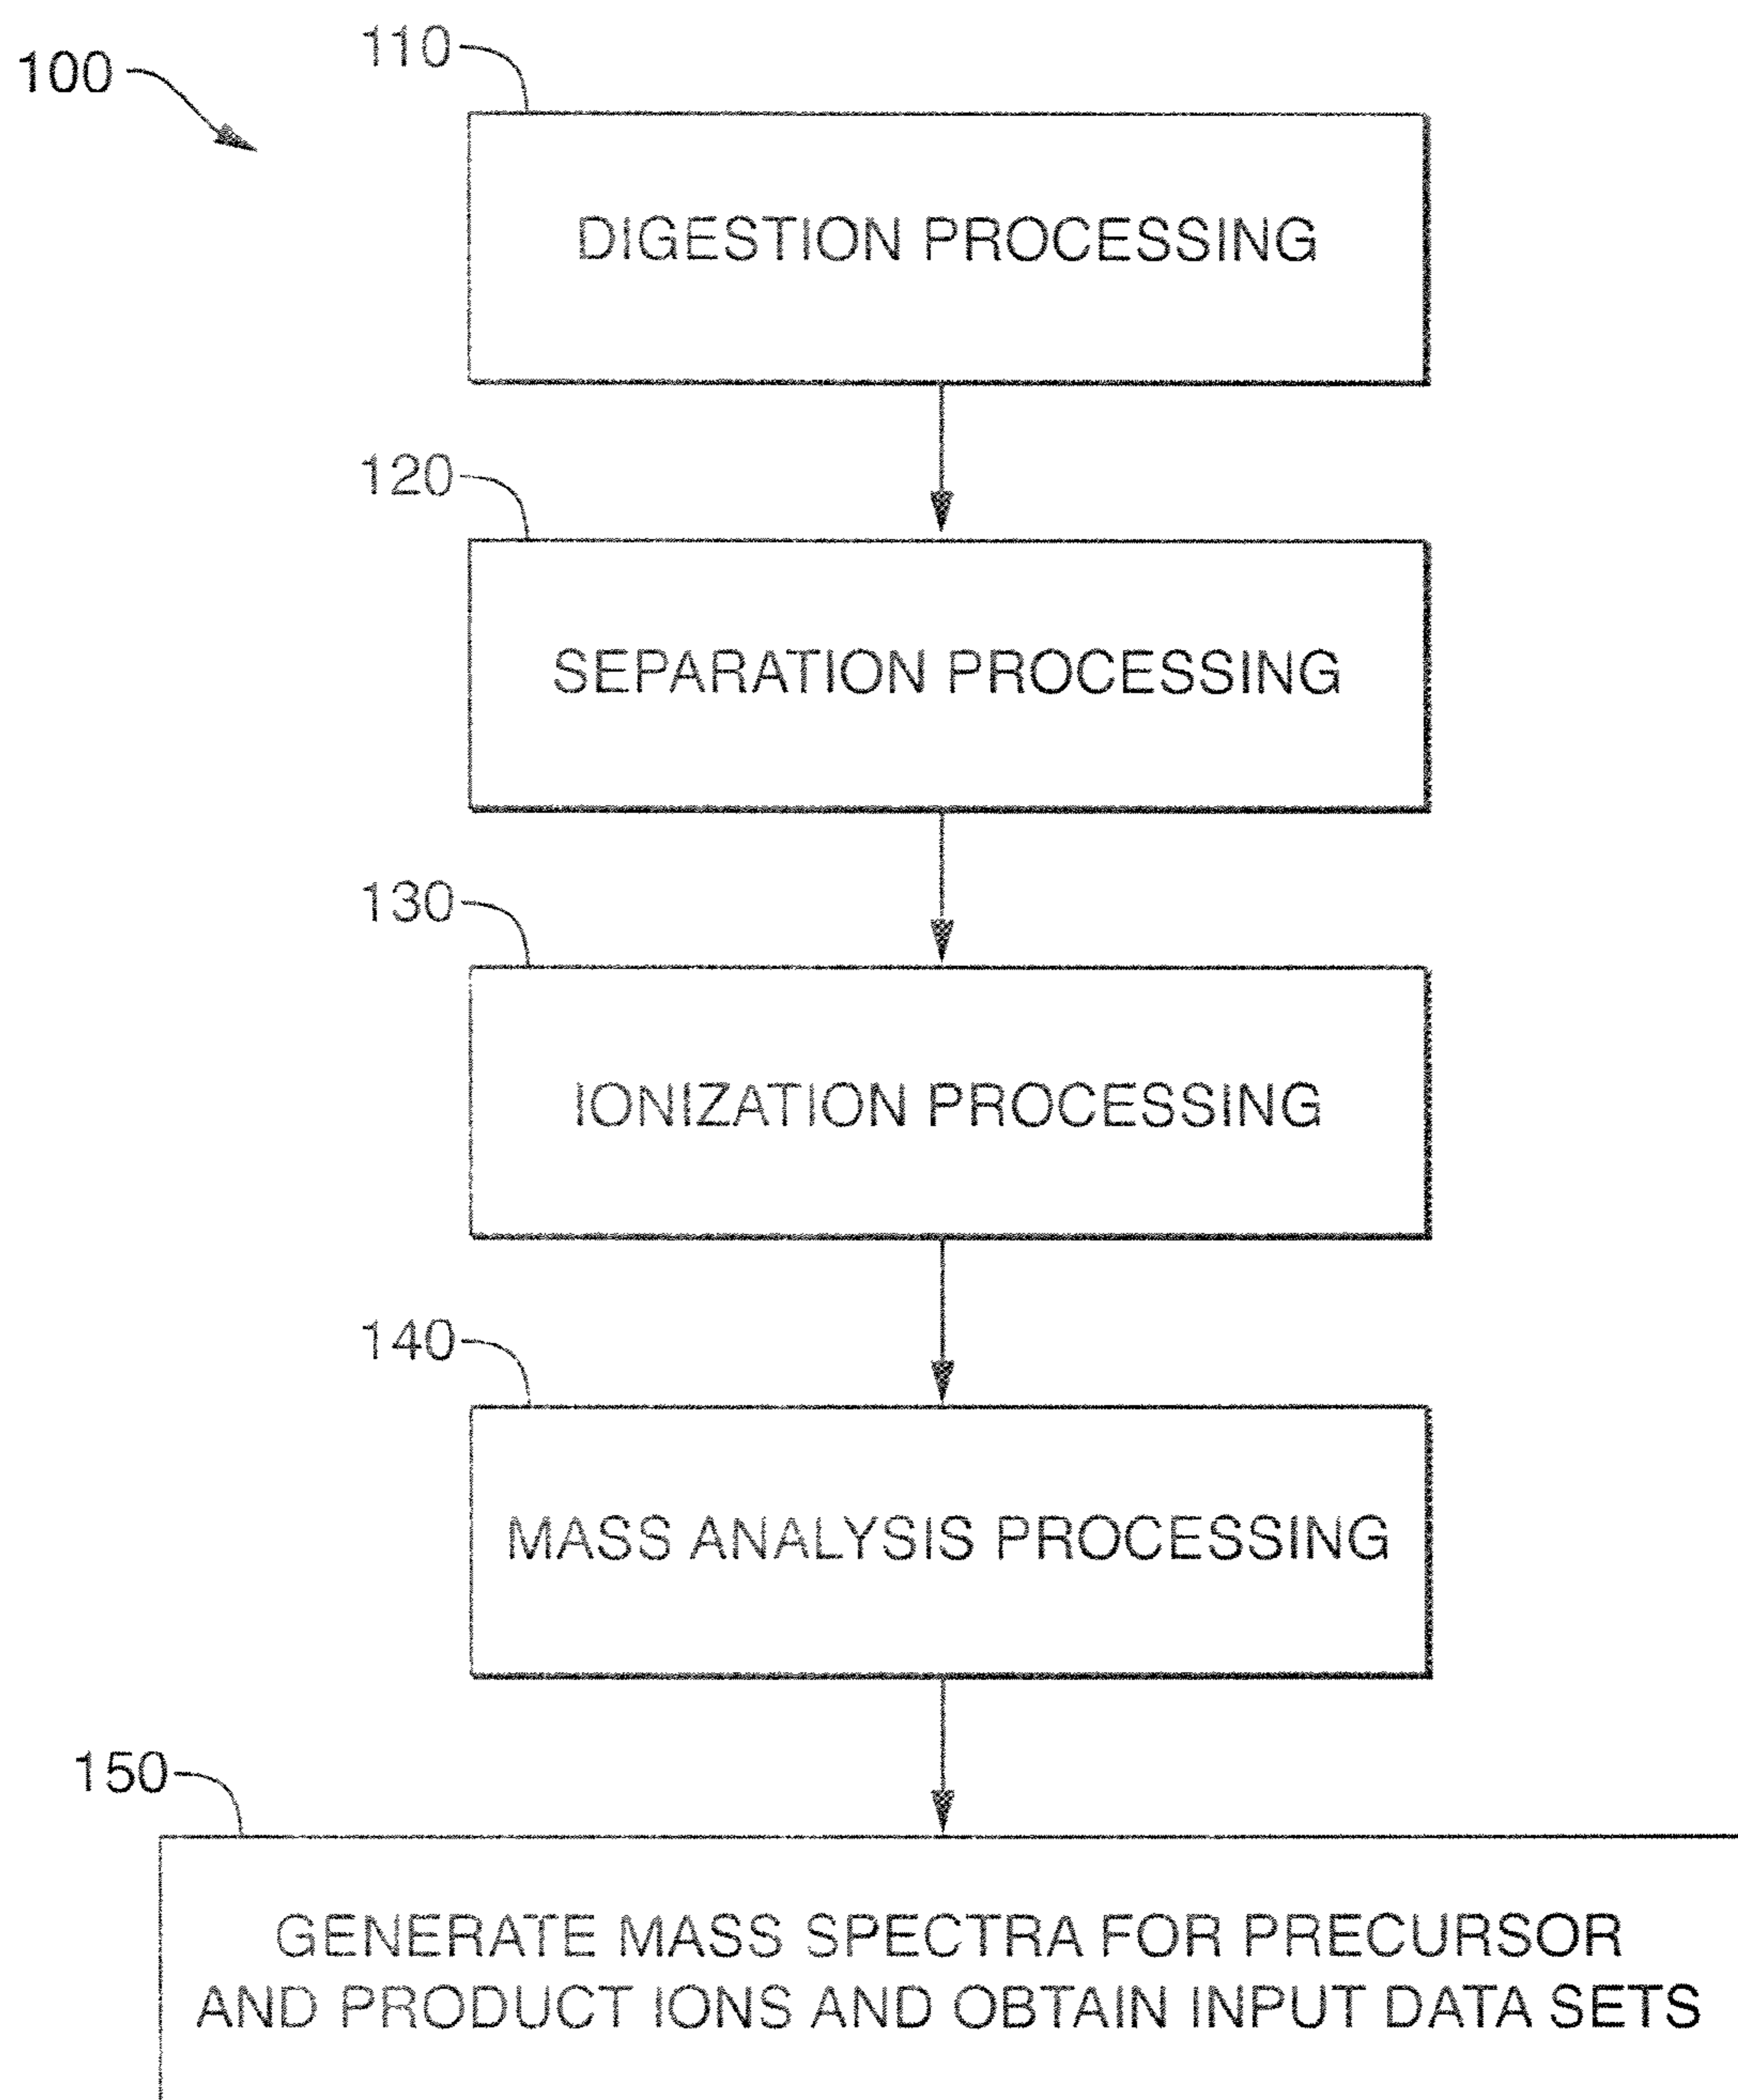 100
110
DIGESTION PROCESSING
120
SEPARATION PROCESSING
130
IONIZATION PROCESSING
140
MASS ANALYSIS PROCESSING
150
GENERATE MASS SPECTRA FOR PRECURSOR
AND PRODUCT IONS AND OBTAIN INPUT DATA SETS